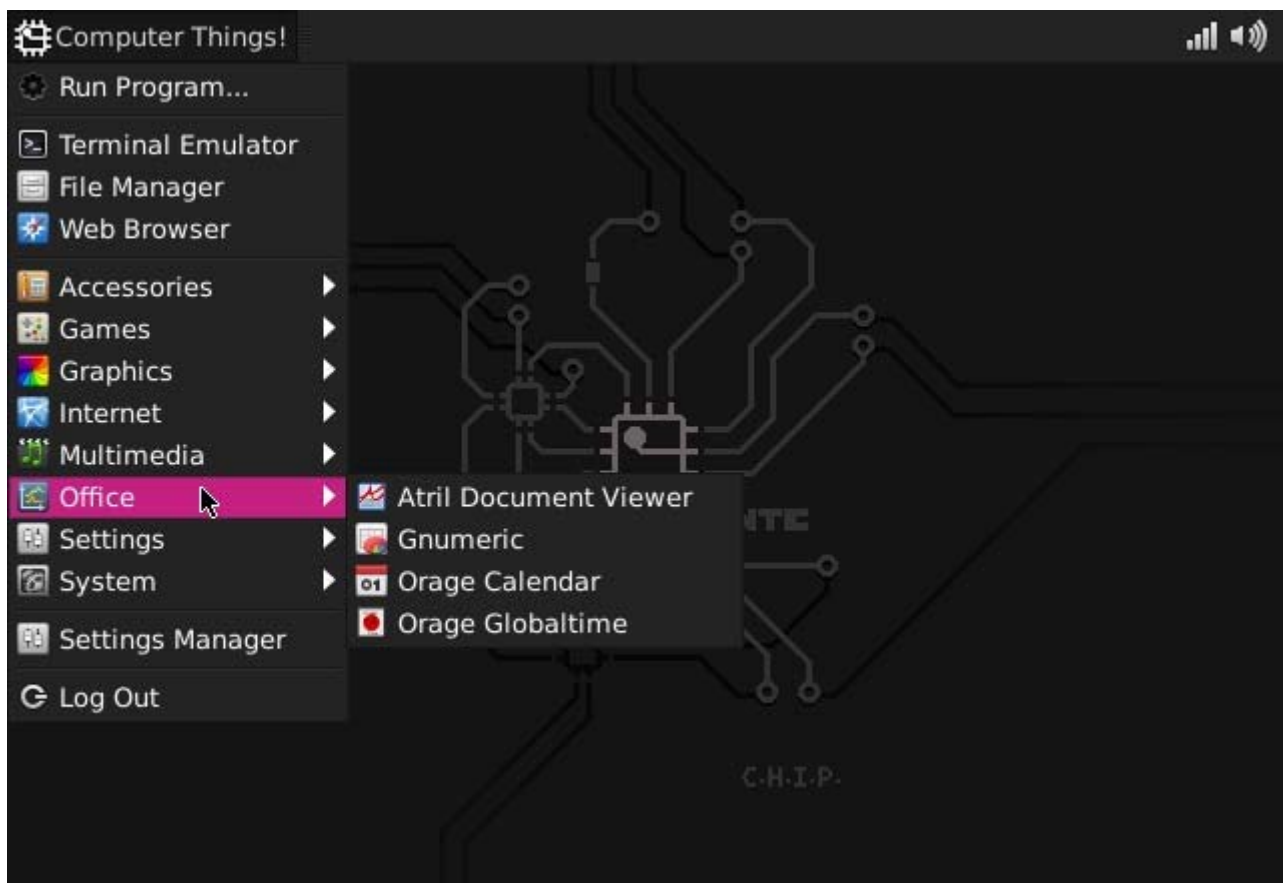 Computer Things!
Run Program...
Terminal Emulator
File Manager
Web Browser
Accessories
Games
Graphics
Internet
Multimedia
Office
Settings
System
Settings Manager
Log Out
Atril Document Viewer
Gnumeric
01 Orage Calendar
Orage Globaltime
C.H.I.P.